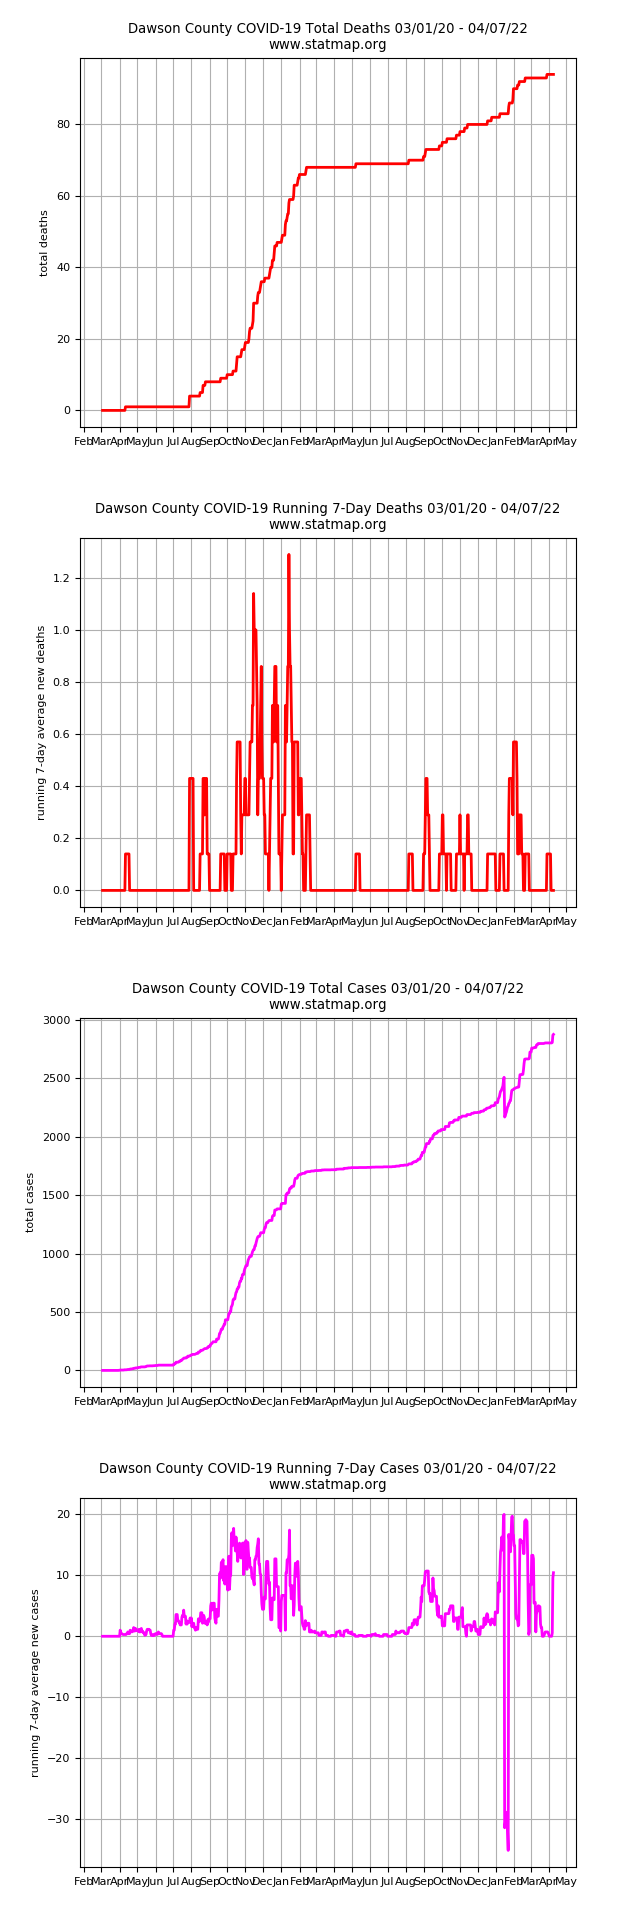 Dawson County COVID-19 Total Deaths 03/01/20 - 04/07/22
www.statmap.org
80
60
40
20
0
total deaths
Feb Mar Apr May Jun Jul Aug Sep Oct Nov Dec Jan Feb Mar Apr May Jun Jul Aug Sep Oct Nov Dec Jan Feb Mar Apr May
Dawson County COVID-19 Running 7-Day Deaths 03/01/20 - 04/07/22
www.statmap.org
1.2
1.0
0.8
0.6
0.4
0.2
0.0
running 7-day average new deaths
Feb Mar Apr May Jun Jul Aug Sep Oct Nov Dec Jan Feb Mar Apr May Jun Jul Aug Sep Oct Nov Dec Jan Feb Mar Apr May
Dawson County COVID-19 Total Cases 03/01/20 - 04/07/22
www.statmap.org
3000
2500
2000
1500
1000
500
0
total cases
Feb Mar Apr May Jun Jul Aug Sep Oct Nov Dec Jan Feb Mar Apr May Jun Jul Aug Sep Oct Nov Dec Jan Feb Mar Apr May
Dawson County COVID-19 Running 7-Day Cases 03/01/20 - 04/07/22
www.statmap.org
20
10
0
−10
−20
−30
running 7-day average new cases
Feb Mar Apr May Jun Jul Aug Sep Oct Nov Dec Jan Feb Mar Apr May Jun Jul Aug Sep Oct Nov Dec Jan Feb Mar Apr May